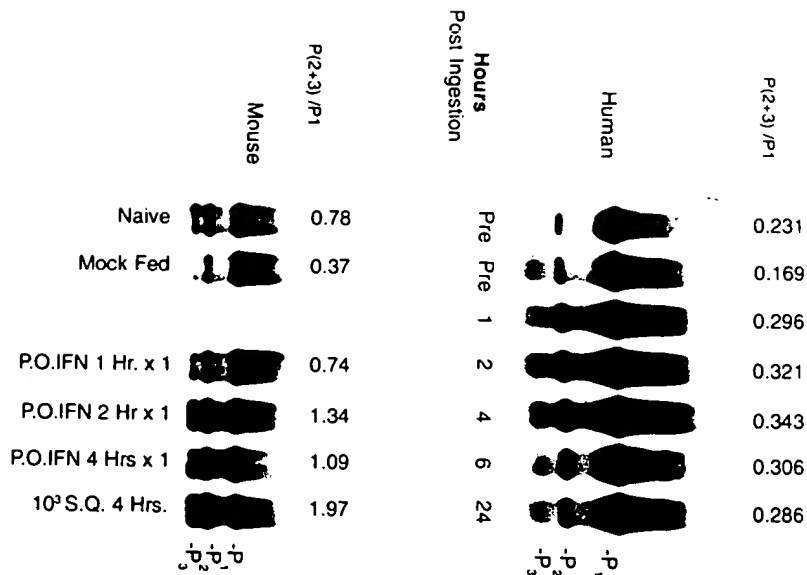 P(2+3) /P1
Mouse
Naive 0.78
Mock Fed 0.37
P.O.IFN 1 Hr. x 1 0.74
P.O.IFN 2 Hr x 1 1.34
P.O.IFN 4 Hrs x 1 1.09
10³ S.Q. 4 Hrs. 1.97
-P₃
-P₂
-P₁
Hours
Post Ingestion
Human
P(2+3) /P1
Pre 0.231
Pre 0.169
1 0.296
2 0.321
4 0.343
6 0.306
24 0.286
-P₃
-P₂
-P₁